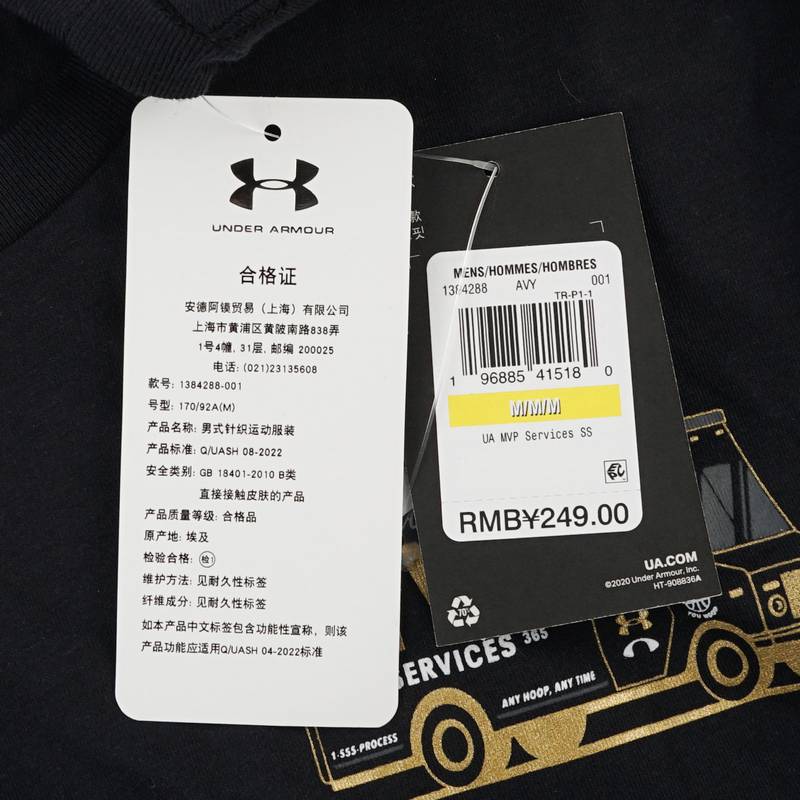 UNDER ARMOUR
合格证
安德阿镆贸易（上海）有限公司
上海市黄浦区黄陂南路838弄
1号4幢, 31层, 邮编 200025
电话: (021)23135608
款号: 1384288-001
号型: 170/92A(M)
产品名称: 男式针织运动服装
产品标准: Q/UASH 08-2022
安全类别: GB 18401-2010 B类
直接接触皮肤的产品
产品质量等级: 合格品
原产地: 埃及
检验合格: 检1
维护方法: 见耐久性标签
纤维成分: 见耐久性标签
如本产品中文标签包含功能性宣称, 则该
产品功能应适用Q/UASH 04-2022标准
款
핏
MENS/HOMMES/HOMBRES
1384288 AVY 001
TR-P1-1
1 96885 41518 0
M/M/M
UA MVP Services SS
RMB¥249.00
UA.COM
©2020 Under Armour, Inc.
HT-908836A
70%
SERVICES 365
YOU WOOP
ANY HOOP, ANY TIME
1-555-PROCESS